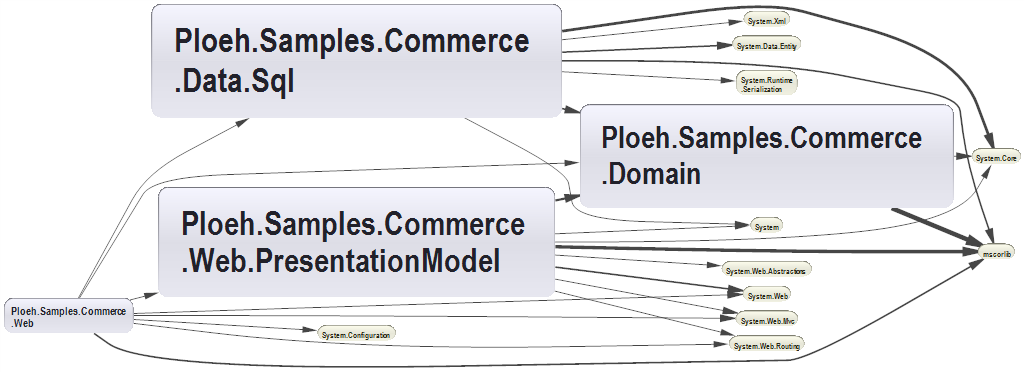 Ploeh.Samples.Commerce
.Data.Sql
System.Xml
System.Data.Entity
System.Runtime
.Serialization
Ploeh.Samples.Commerce
.Domain
System.Core
Ploeh.Samples.Commerce
.Web.PresentationModel
System
mscorlib
System.Web.Abstractions
System.Web
Ploeh.Samples.Commerce
.Web
System.Web.Mvc
System.Configuration
System.Web.Routing